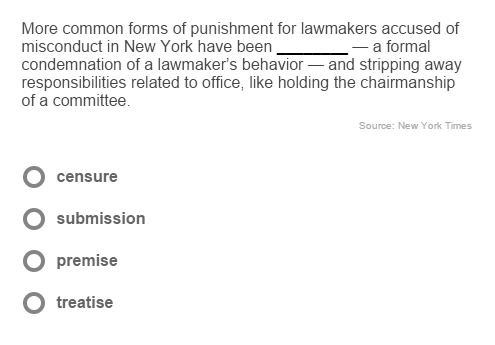 More common forms of punishment for lawmakers accused of
misconduct in New York have been ________ — a formal
condemnation of a lawmaker's behavior — and stripping away
responsibilities related to office, like holding the chairmanship
of a committee.
Source: New York Times
censure
submission
premise
treatise